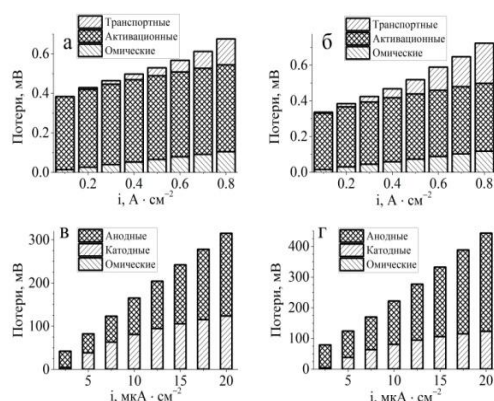 а
Транспортные
Активационные
Омические
Потери, мВ
0.6
0.4
0.2
0.0
0.2 0.4 0.6 0.8
i, А · см⁻²
б
Транспортные
Активационные
Омические
Потери, мВ
0.6
0.4
0.2
0.0
0.2 0.4 0.6 0.8
i, А · см⁻²
в
Анодные
Катодные
Омические
Потери, мВ
300
200
100
0
5 10 15 20
i, мкА · см⁻²
г
Анодные
Катодные
Омические
Потери, мВ
400
300
200
100
0
5 10 15 20
i, мкА · см⁻²